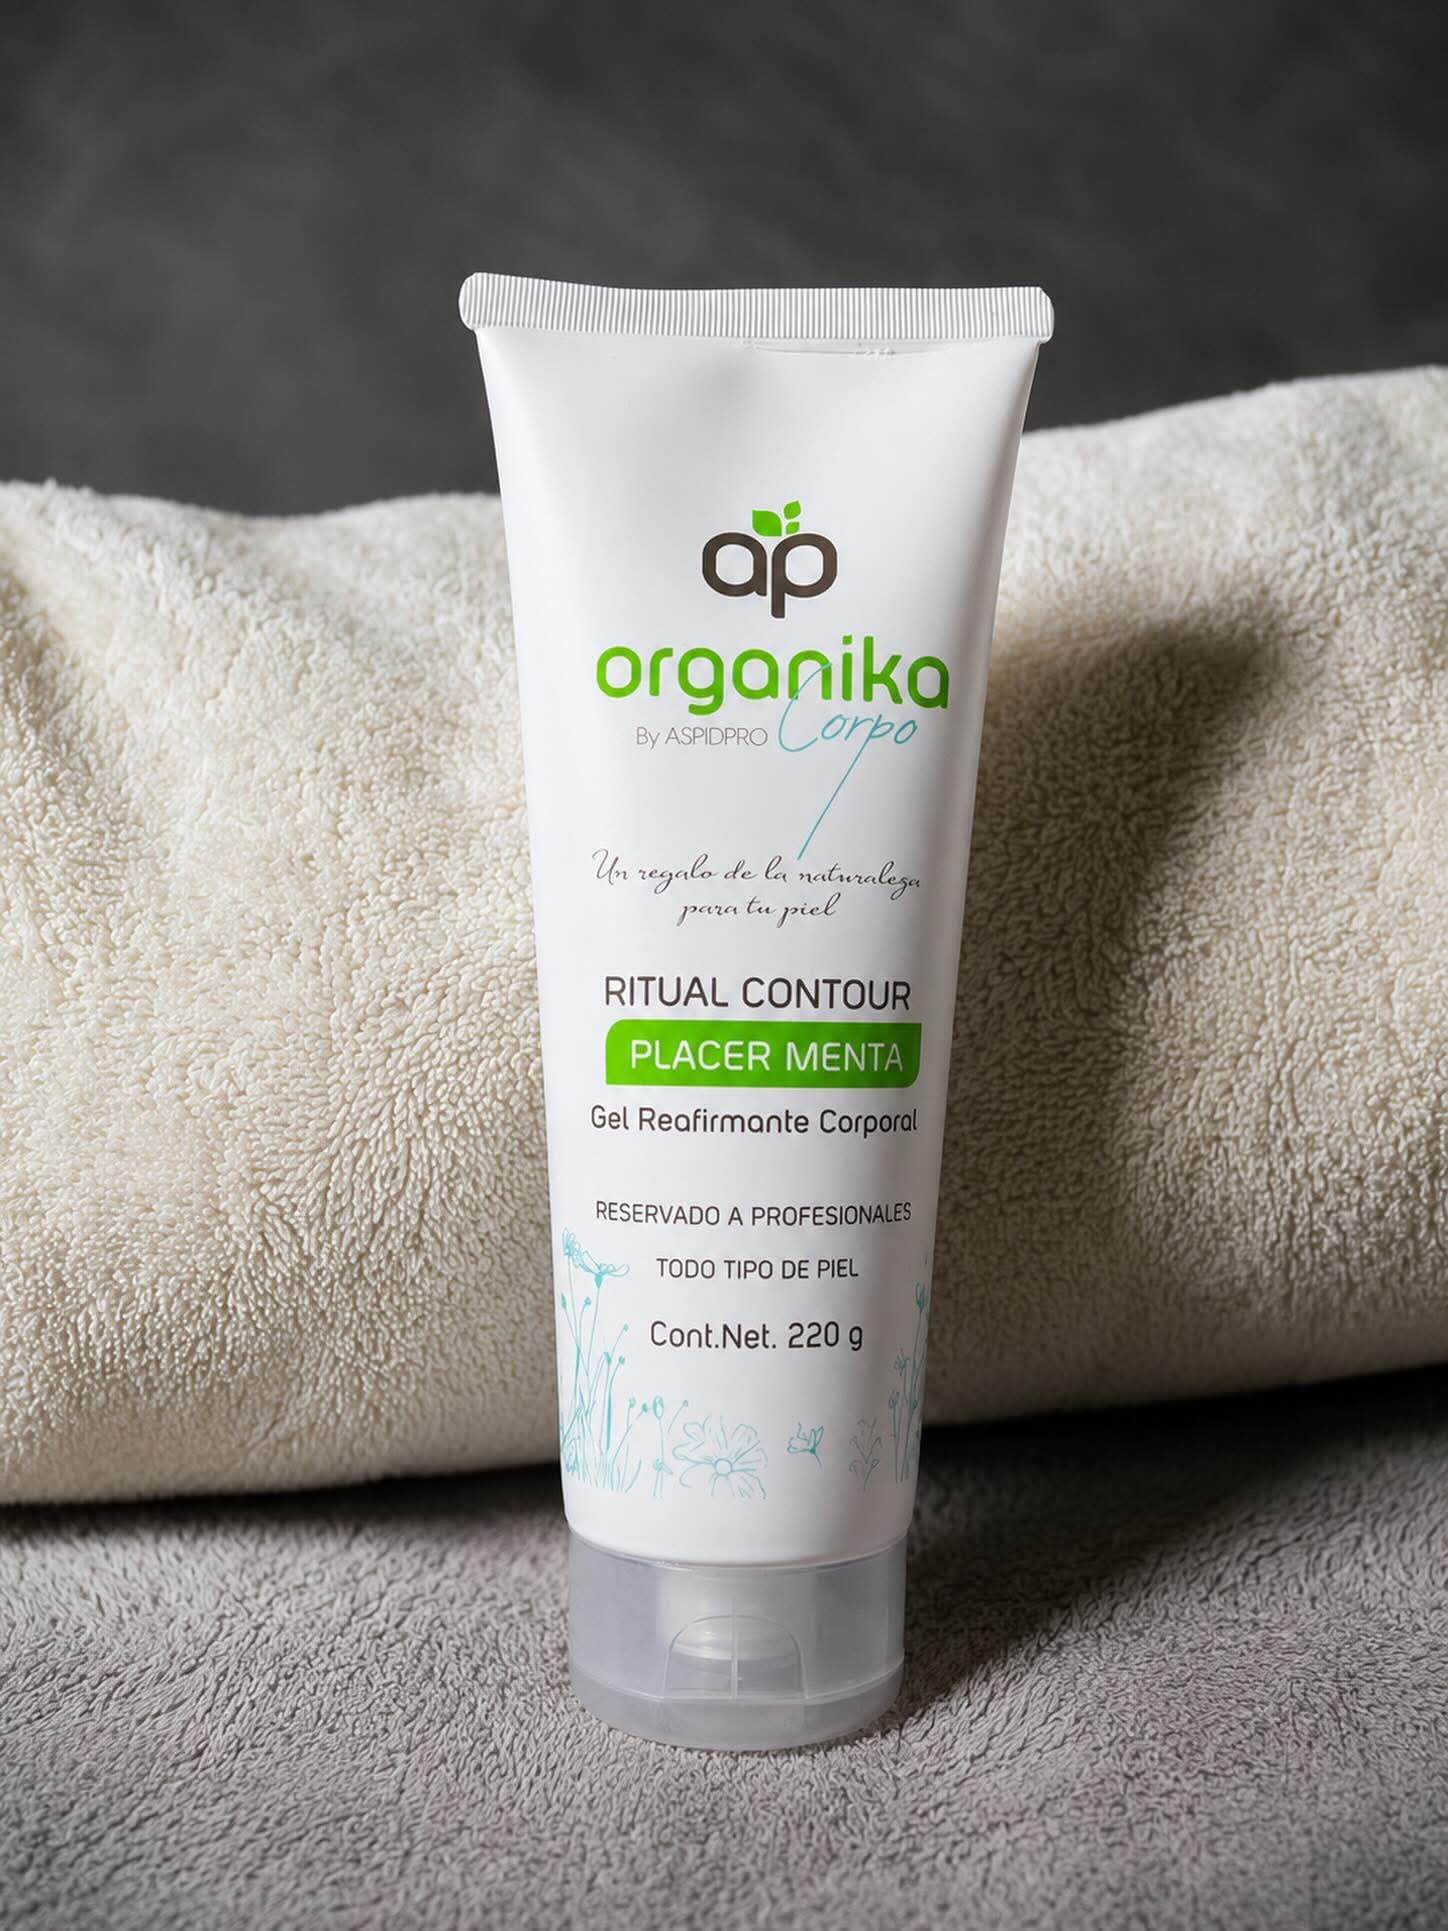 ap
organika
By ASPIDPRO Corpo
Un regalo de la naturaleza
para tu piel
RITUAL CONTOUR
PLACER MENTA
Gel Reafirmante Corporal
RESERVADO A PROFESIONALES
TODO TIPO DE PIEL
Cont.Net. 220 g